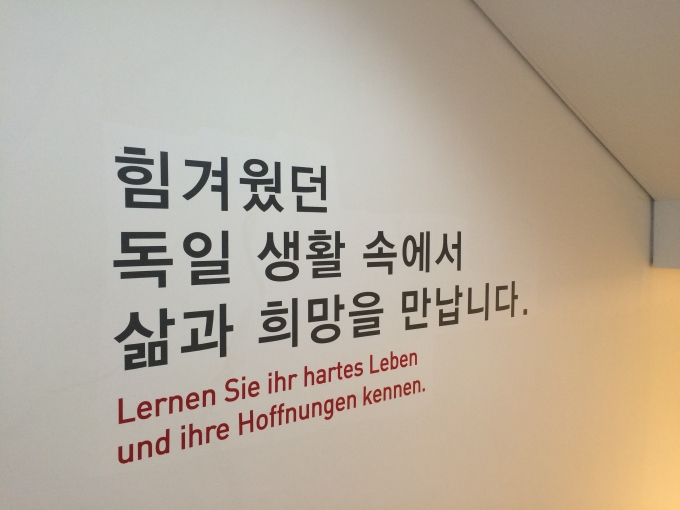 힘겨웠던
독일 생활 속에서
삶과 희망을 만납니다.
Lernen Sie ihr hartes Leben
und ihre Hoffnungen kennen.